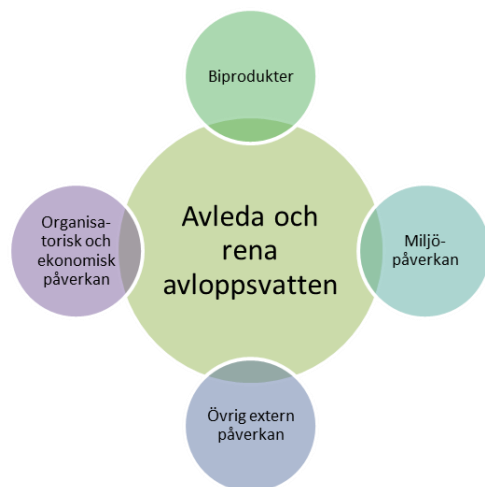 Biprodukter
Organisa-
torisk och
ekonomisk
påverkan
Avleda och
rena
avloppsvatten
Miljö-
påverkan
Övrig extern
påverkan